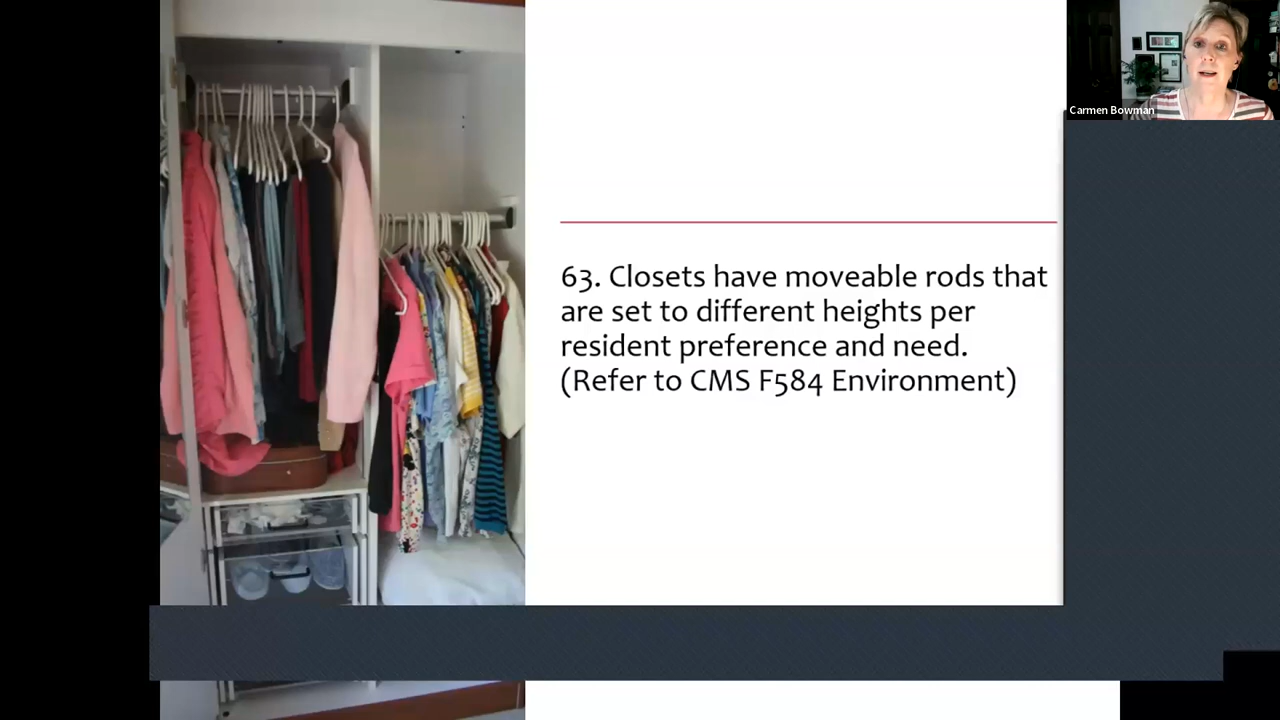 Carmen Bowman
63. Closets have moveable rods that
are set to different heights per
resident preference and need.
(Refer to CMS F584 Environment)